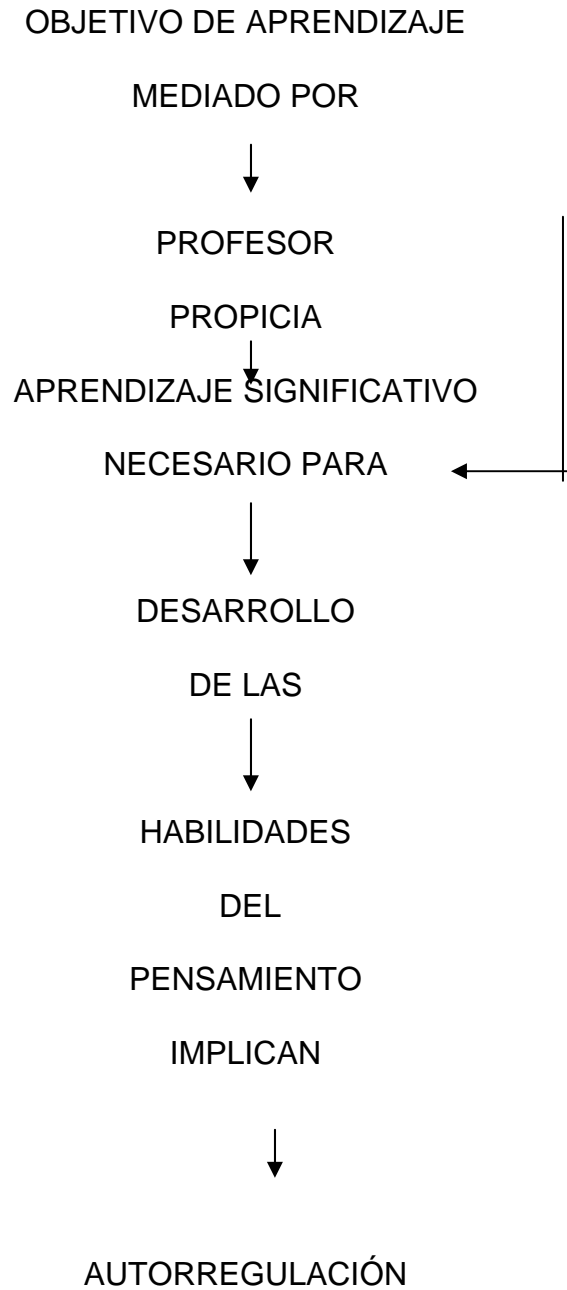 OBJETIVO DE APRENDIZAJE
MEDIADO POR
PROFESOR
PROPICIA
APRENDIZAJE SIGNIFICATIVO
NECESARIO PARA
DESARROLLO
DE LAS
HABILIDADES
DEL
PENSAMIENTO
IMPLICAN
AUTORREGULACIÓN